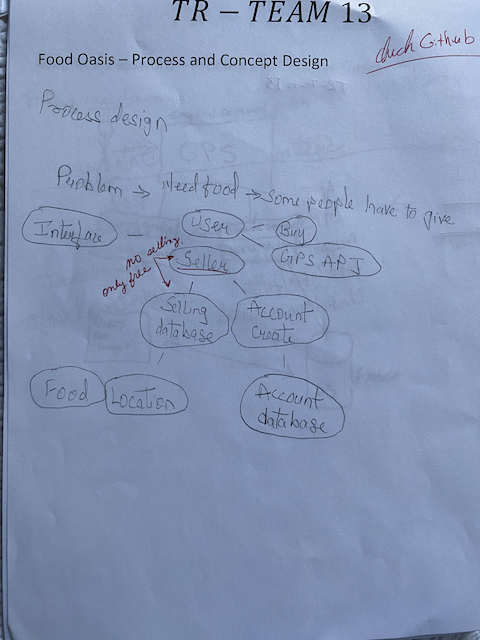 TR – TEAM 13
check Github
Food Oasis – Process and Concept Design
Process design
Problem → Need food → some people have to give
Interface – User – Buy
GPS API
no selling,
only free
Seller
Selling
database
Account
Create
Food
Location
Account
database